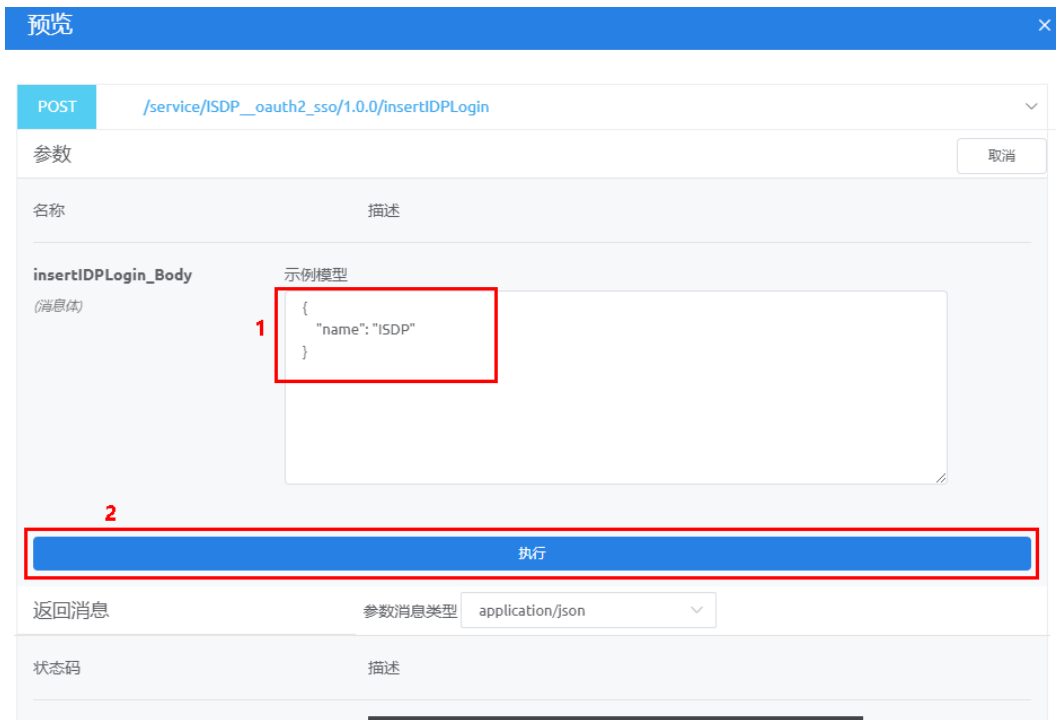 预览
POST /service/ISDP__oauth2_sso/1.0.0/insertIDPLogin
参数 取消
名称 描述
insertIDPLogin_Body 示例模型
(消息体)
{
1 "name": "ISDP"
}
2
执行
返回消息 参数消息类型 application/json
状态码 描述